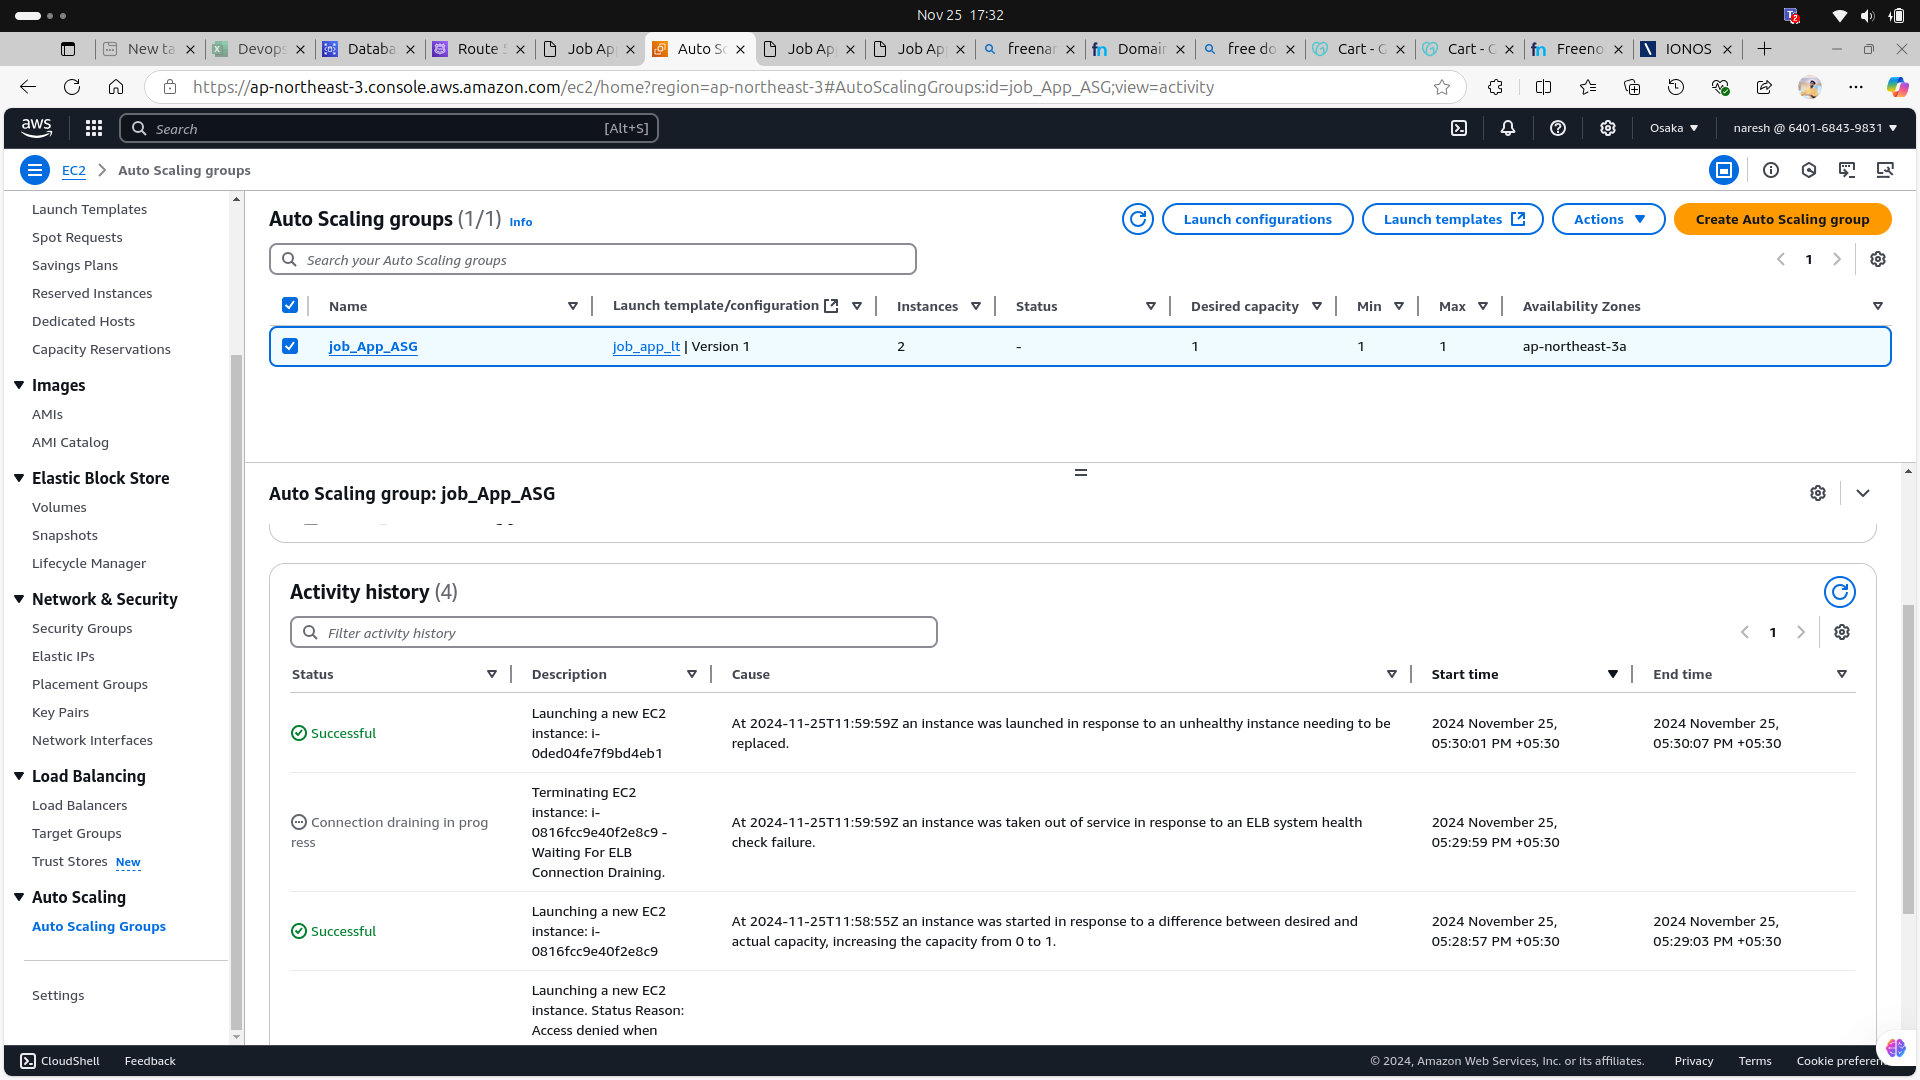 Nov 25 17:32
New ta
Devops
Databa
Route 5
Job Ap
Auto Sc
Job Ap
Job Ap
freenar
Domair
free do
Cart - G
Cart - G
Freeno
IONOS
https://ap-northeast-3.console.aws.amazon.com/ec2/home?region=ap-northeast-3#AutoScalingGroups:id=job_App_ASG;view=activity
aws
Search
[Alt+S]
Osaka
naresh @ 6401-6843-9831
EC2
Auto Scaling groups
Launch Templates
Spot Requests
Savings Plans
Reserved Instances
Dedicated Hosts
Capacity Reservations
Images
AMIs
AMI Catalog
Elastic Block Store
Volumes
Snapshots
Lifecycle Manager
Network & Security
Security Groups
Elastic IPs
Placement Groups
Key Pairs
Network Interfaces
Load Balancing
Load Balancers
Target Groups
Trust Stores New
Auto Scaling
Auto Scaling Groups
Settings
Auto Scaling groups (1/1) Info
Launch configurations
Launch templates
Actions
Create Auto Scaling group
Search your Auto Scaling groups
1
Name
Launch template/configuration
Instances
Status
Desired capacity
Min
Max
Availability Zones
job_App_ASG
job_app_lt | Version 1
2
-
1
1
1
ap-northeast-3a
Auto Scaling group: job_App_ASG
Activity history (4)
Filter activity history
1
Status
Description
Cause
Start time
End time
Successful
Launching a new EC2
instance: i-
0ded04fe7f9bd4eb1
At 2024-11-25T11:59:59Z an instance was launched in response to an unhealthy instance needing to be
replaced.
2024 November 25,
05:30:01 PM +05:30
2024 November 25,
05:30:07 PM +05:30
Connection draining in prog
ress
Terminating EC2
instance: i-
0816fcc9e40f2e8c9 -
Waiting For ELB
Connection Draining.
At 2024-11-25T11:59:59Z an instance was taken out of service in response to an ELB system health
check failure.
2024 November 25,
05:29:59 PM +05:30
Successful
Launching a new EC2
instance: i-
0816fcc9e40f2e8c9
At 2024-11-25T11:58:55Z an instance was started in response to a difference between desired and
actual capacity, increasing the capacity from 0 to 1.
2024 November 25,
05:28:57 PM +05:30
2024 November 25,
05:29:03 PM +05:30
Launching a new EC2
instance. Status Reason:
Access denied when
CloudShell
Feedback
© 2024, Amazon Web Services, Inc. or its affiliates.
Privacy
Terms
Cookie preferen